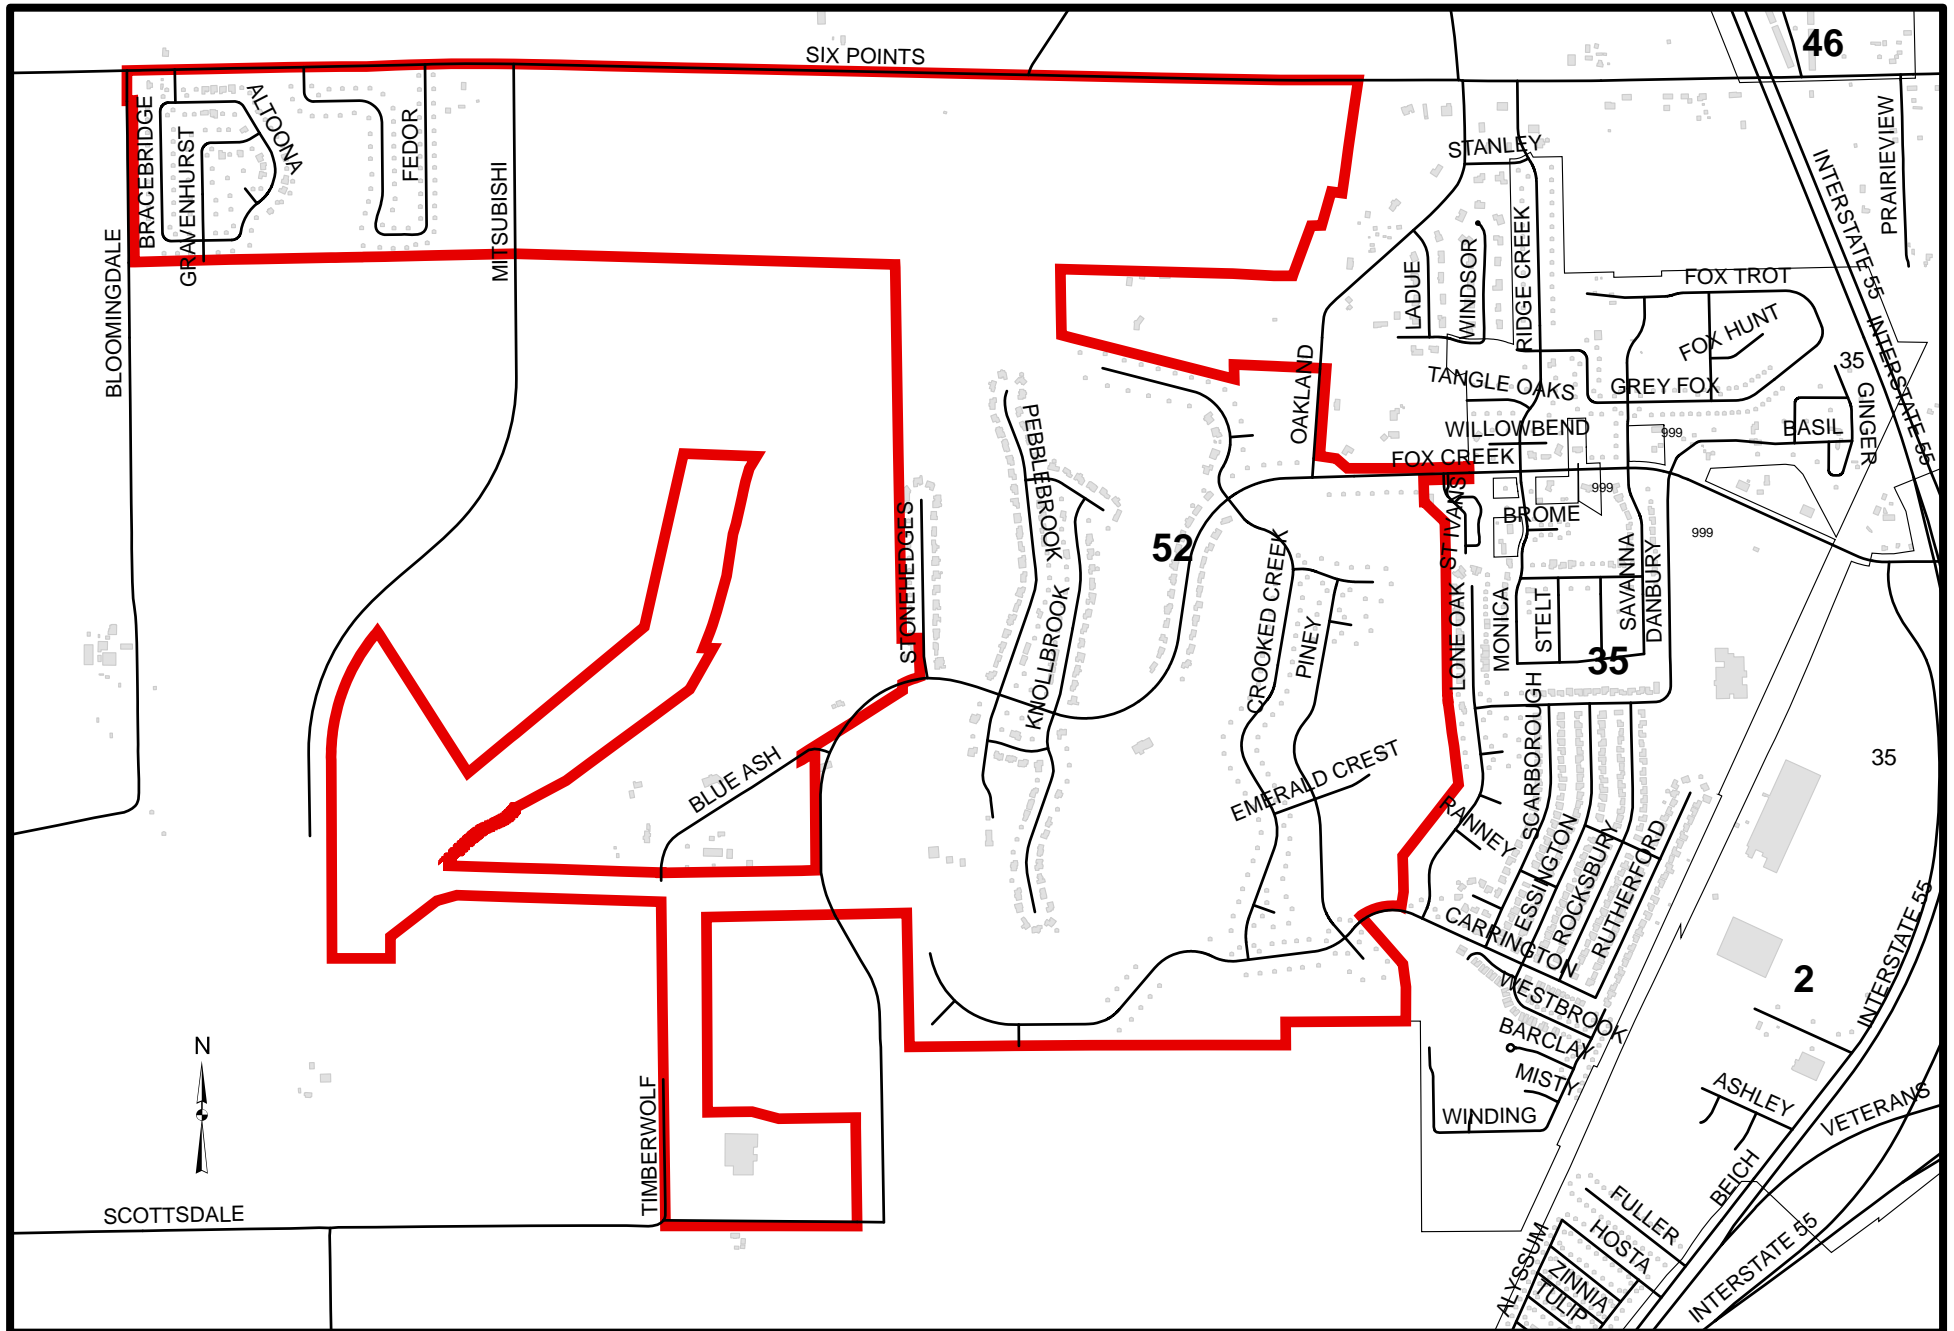 46
SIX POINTS
BRACEBRIDGE
ALTOONA
GRAVENHURST
FEDOR
MITSUBISHI
BLOOMINGDALE
STANLEY
PRAIRIEVIEW
INTERSTATE 55
INTERSTATE 55
LADUE
WINDSOR
RIDGE CREEK
FOX TROT
FOX HUNT
35
TANGLE OAKS
GREY FOX
GINGER
OAKLAND
WILLOWBEND
999
BASIL
FOX CREEK
PEBBLEBROOK
999
BROME
ST IVANS
999
52
STONEHEDGES
KNOLLBROOK
CROOKED CREEK
PINEY
LONE OAK
MONICA
STELT
SAVANNA
DANBURY
35
SCARBOROUGH
35
BLUE ASH
EMERALD CREST
RANNEY
ESSINGTON
ROCKSBURY
RUTHERFORD
CARRINGTON
INTERSTATE 55
2
WESTBROOK
BARCLAY
MISTY
N
ASHLEY
WINDING
VETERANS
TIMBERWOLF
BEICH
SCOTTSDALE
FULLER
HOSTA
ALYSSUM
ZINNIA
TULIP
INTERSTATE 55